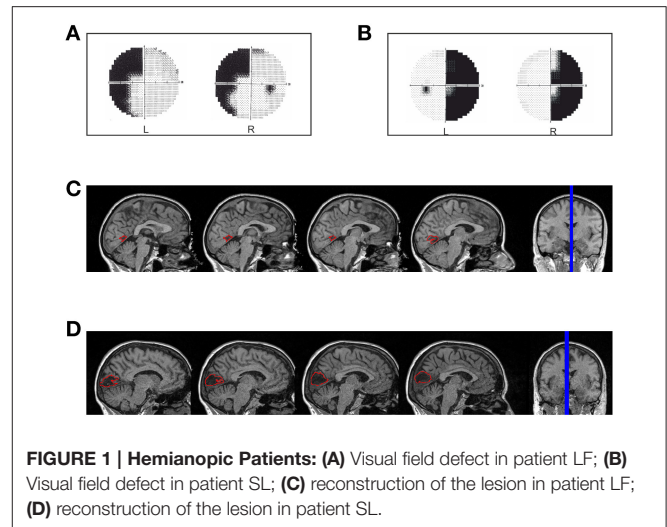 A
B
L
R
L
R
C
D
FIGURE 1 | Hemianopic Patients: (A) Visual field defect in patient LF; (B)
Visual field defect in patient SL; (C) reconstruction of the lesion in patient LF;
(D) reconstruction of the lesion in patient SL.